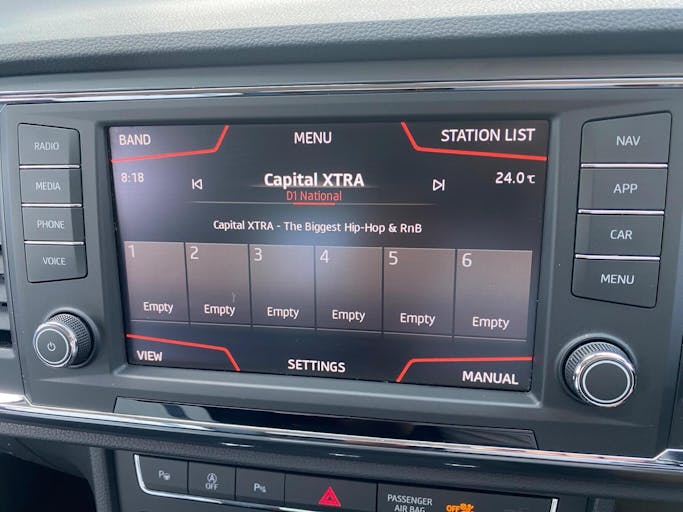 BAND MENU STATION LIST
8:18 Capital XTRA 24.0 ℃
D1 National
Capital XTRA - The Biggest Hip-Hop & RnB
1 2 3 4 5 6
Empty Empty Empty Empty Empty Empty
VIEW SETTINGS MANUAL
RADIO
MEDIA
PHONE
VOICE
NAV
APP
CAR
MENU
P A OFF P PASSENGER
AIR BAG OFF